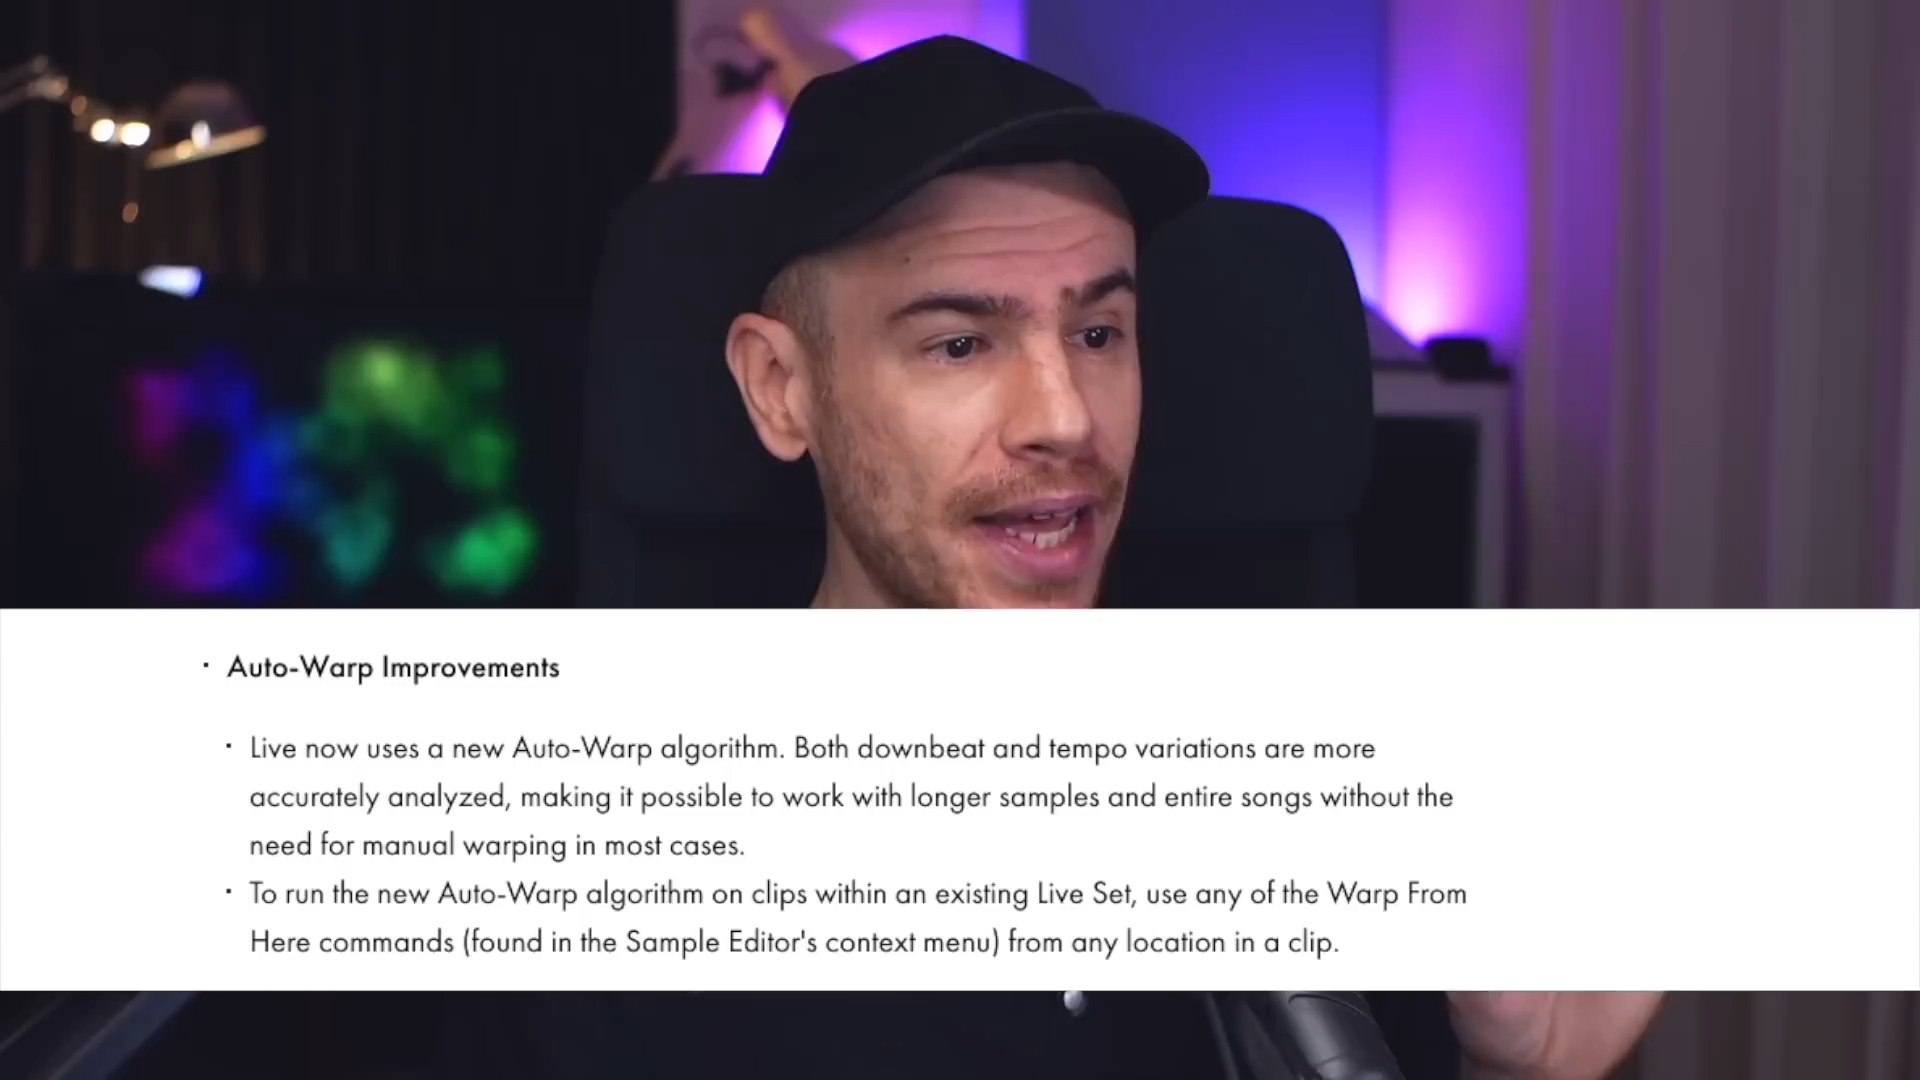 · Auto-Warp Improvements
· Live now uses a new Auto-Warp algorithm. Both downbeat and tempo variations are more
accurately analyzed, making it possible to work with longer samples and entire songs without the
need for manual warping in most cases.
· To run the new Auto-Warp algorithm on clips within an existing Live Set, use any of the Warp From
Here commands (found in the Sample Editor's context menu) from any location in a clip.